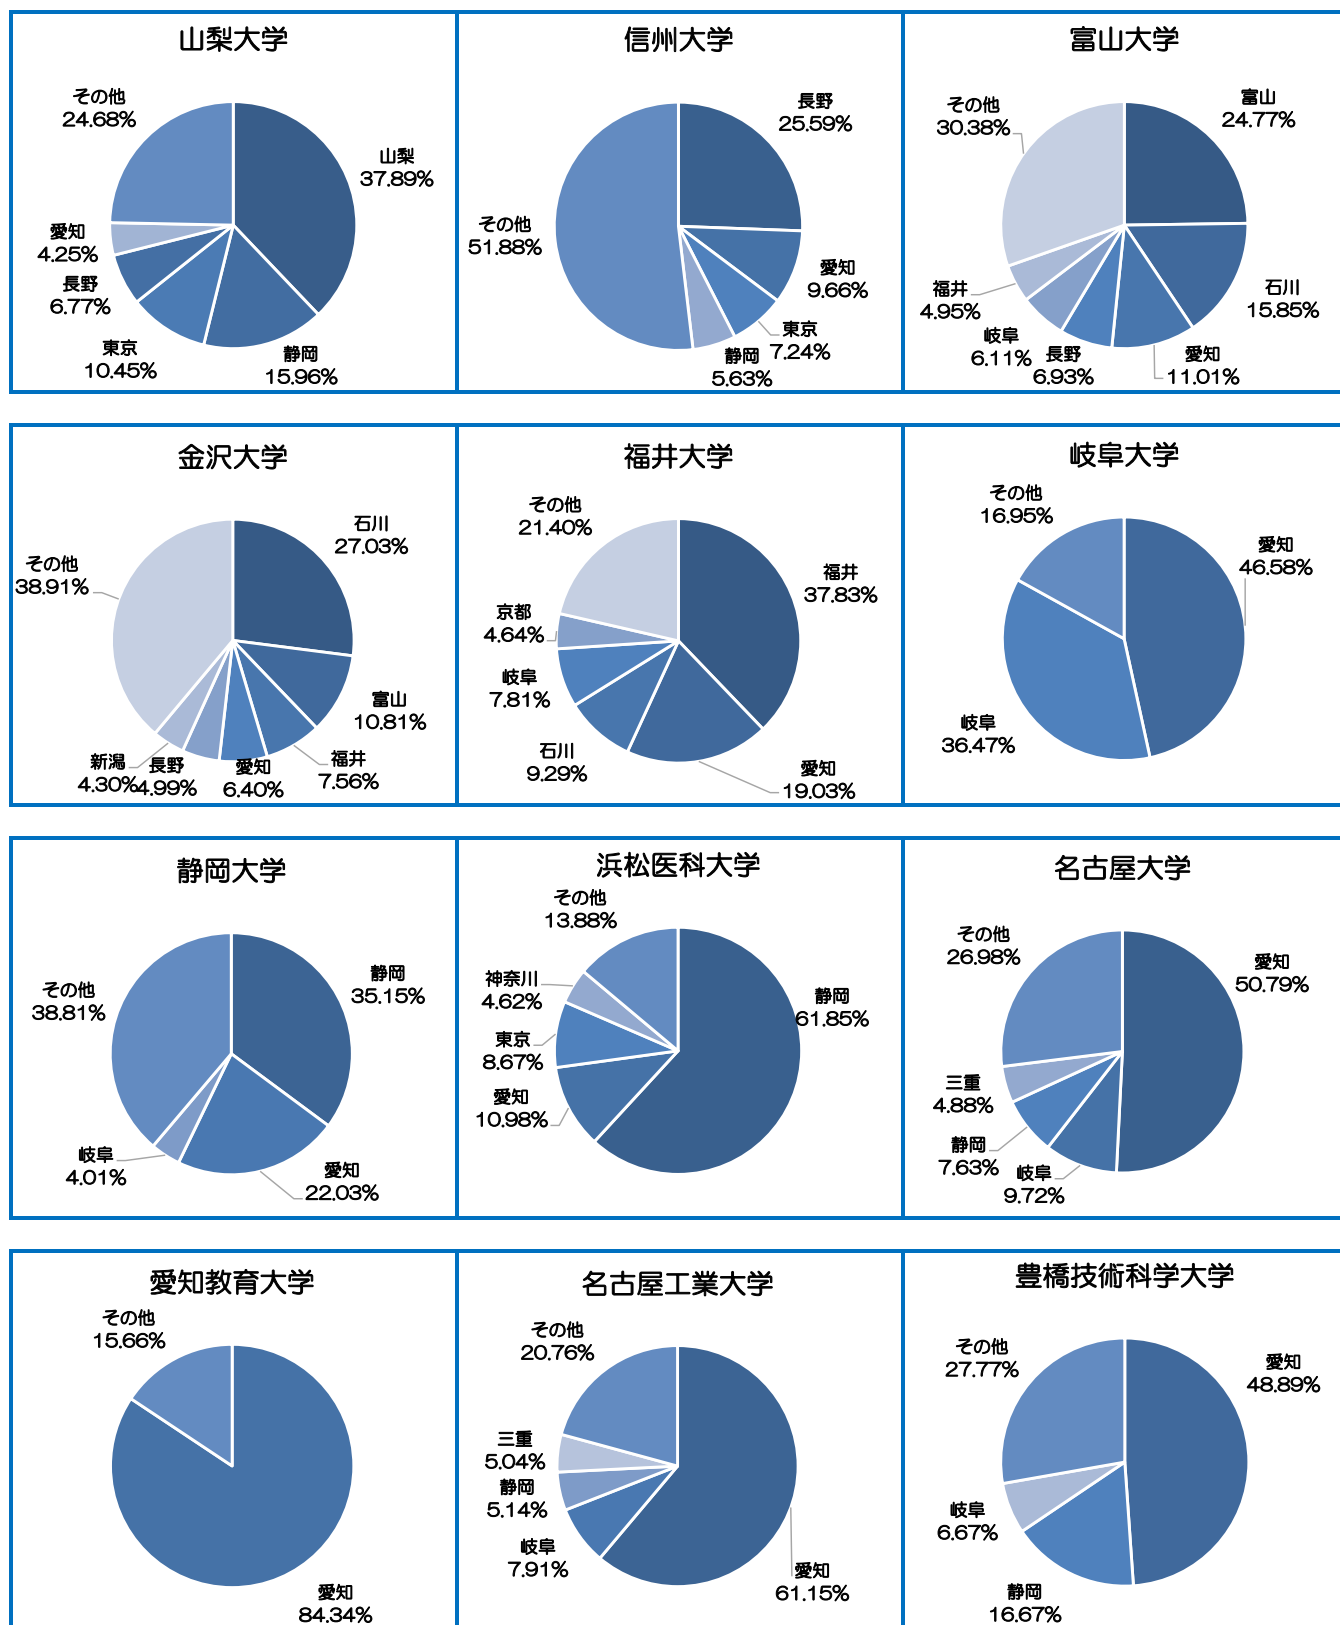 山梨大学
その他
24.68%
山梨
37.89%
愛知
4.25%
長野
6.77%
東京
10.45%
静岡
15.96%
信州大学
長野
25.59%
その他
51.88%
愛知
9.66%
東京
7.24%
静岡
5.63%
富山大学
その他
30.38%
富山
24.77%
福井
4.95%
石川
15.85%
岐阜
6.11%
長野
6.93%
愛知
11.01%
金沢大学
石川
27.03%
その他
38.91%
富山
10.81%
新潟
4.30%
長野
4.99%
愛知
6.40%
福井
7.56%
福井大学
その他
21.40%
福井
37.83%
京都
4.64%
岐阜
7.81%
石川
9.29%
愛知
19.03%
岐阜大学
その他
16.95%
愛知
46.58%
岐阜
36.47%
静岡大学
静岡
35.15%
その他
38.81%
岐阜
4.01%
愛知
22.03%
浜松医科大学
その他
13.88%
神奈川
4.62%
静岡
61.85%
東京
8.67%
愛知
10.98%
名古屋大学
その他
26.98%
愛知
50.79%
三重
4.88%
静岡
7.63%
岐阜
9.72%
愛知教育大学
その他
15.66%
愛知
84.34%
名古屋工業大学
その他
20.76%
三重
5.04%
静岡
5.14%
岐阜
7.91%
愛知
61.15%
豊橋技術科学大学
その他
27.77%
愛知
48.89%
岐阜
6.67%
静岡
16.67%